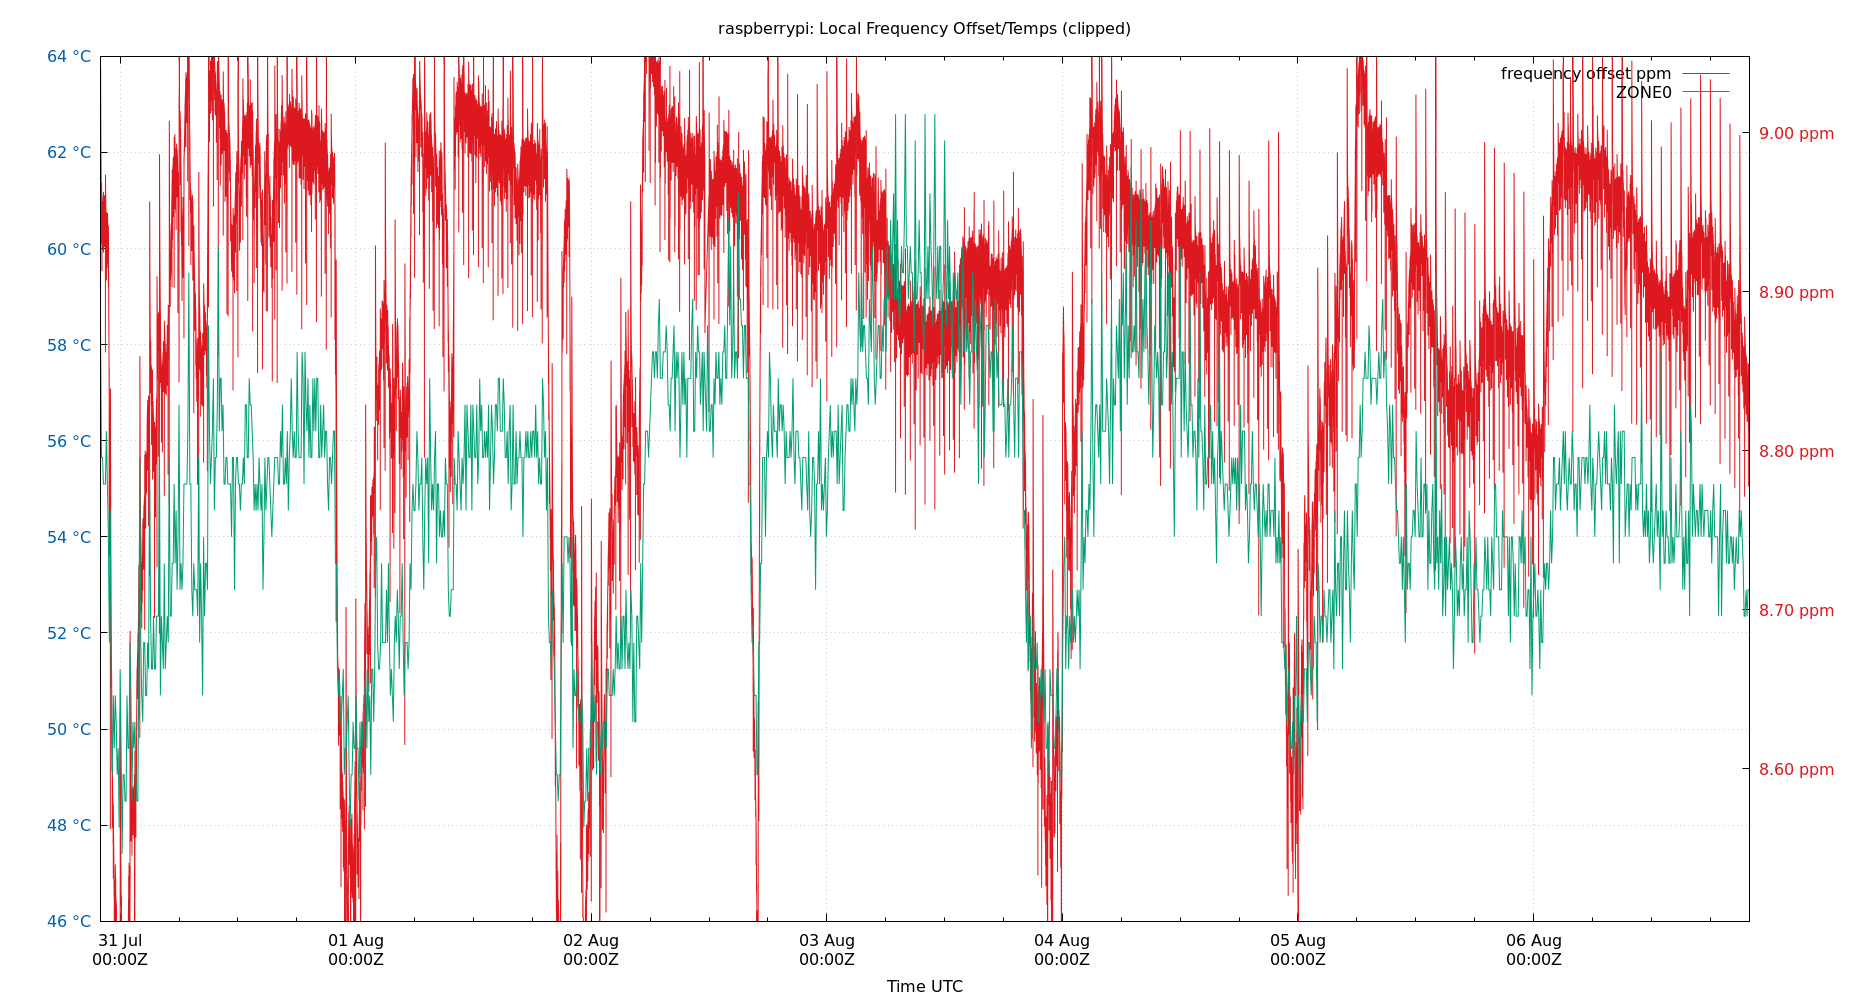 raspberrypi: Local Frequency Offset/Temps (clipped)
64 °C
62 °C
60 °C
58 °C
56 °C
54 °C
52 °C
50 °C
48 °C
46 °C
frequency offset ppm
ZONE0
9.00 ppm
8.90 ppm
8.80 ppm
8.70 ppm
8.60 ppm
31 Jul
00:00Z
01 Aug
00:00Z
02 Aug
00:00Z
03 Aug
00:00Z
04 Aug
00:00Z
05 Aug
00:00Z
06 Aug
00:00Z
Time UTC